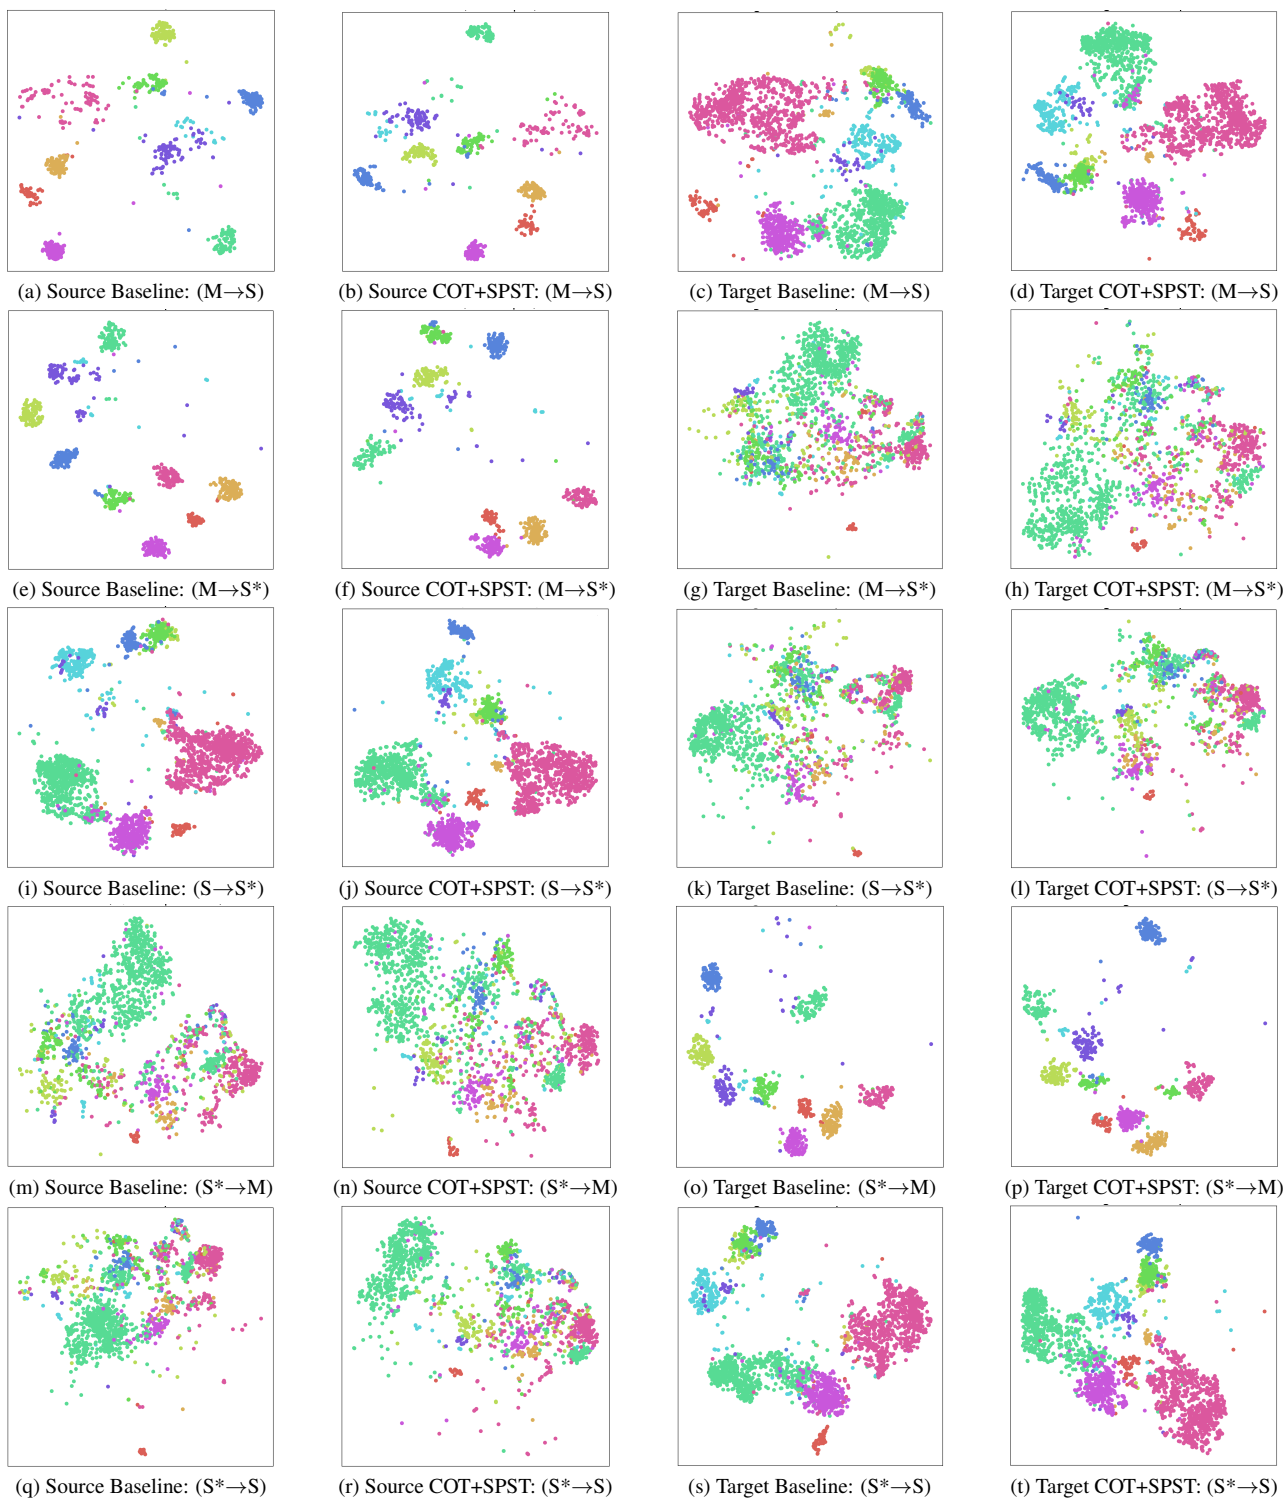 (a) Source Baseline: (M→S)
(b) Source COT+SPST: (M→S)
(c) Target Baseline: (M→S)
(d) Target COT+SPST: (M→S)
(e) Source Baseline: (M→S*)
(f) Source COT+SPST: (M→S*)
(g) Target Baseline: (M→S*)
(h) Target COT+SPST: (M→S*)
(i) Source Baseline: (S→S*)
(j) Source COT+SPST: (S→S*)
(k) Target Baseline: (S→S*)
(l) Target COT+SPST: (S→S*)
(m) Source Baseline: (S*→M)
(n) Source COT+SPST: (S*→M)
(o) Target Baseline: (S*→M)
(p) Target COT+SPST: (S*→M)
(q) Source Baseline: (S*→S)
(r) Source COT+SPST: (S*→S)
(s) Target Baseline: (S*→S)
(t) Target COT+SPST: (S*→S)